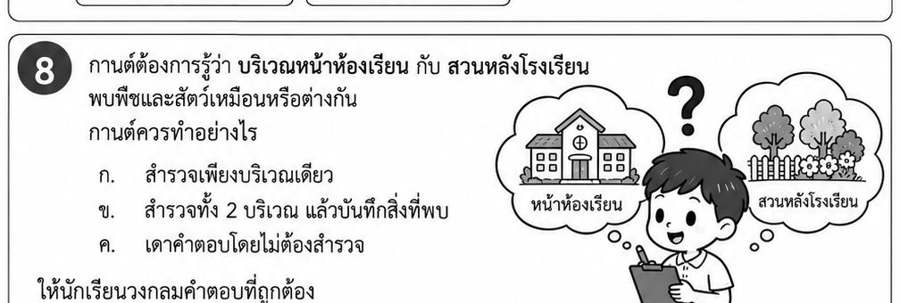 8 กานต์ต้องการรู้ว่า บริเวณหน้าห้องเรียน กับ สวนหลังโรงเรียน
พบพืชและสัตว์เหมือนหรือต่างกัน
กานต์ควรทำอย่างไร
ก. สำรวจเพียงบริเวณเดียว
ข. สำรวจทั้ง 2 บริเวณ แล้วบันทึกสิ่งที่พบ
ค. เดาคำตอบโดยไม่ต้องสำรวจ
ให้นักเรียนวงกลมคำตอบที่ถูกต้อง
?
หน้าห้องเรียน
สวนหลังโรงเรียน